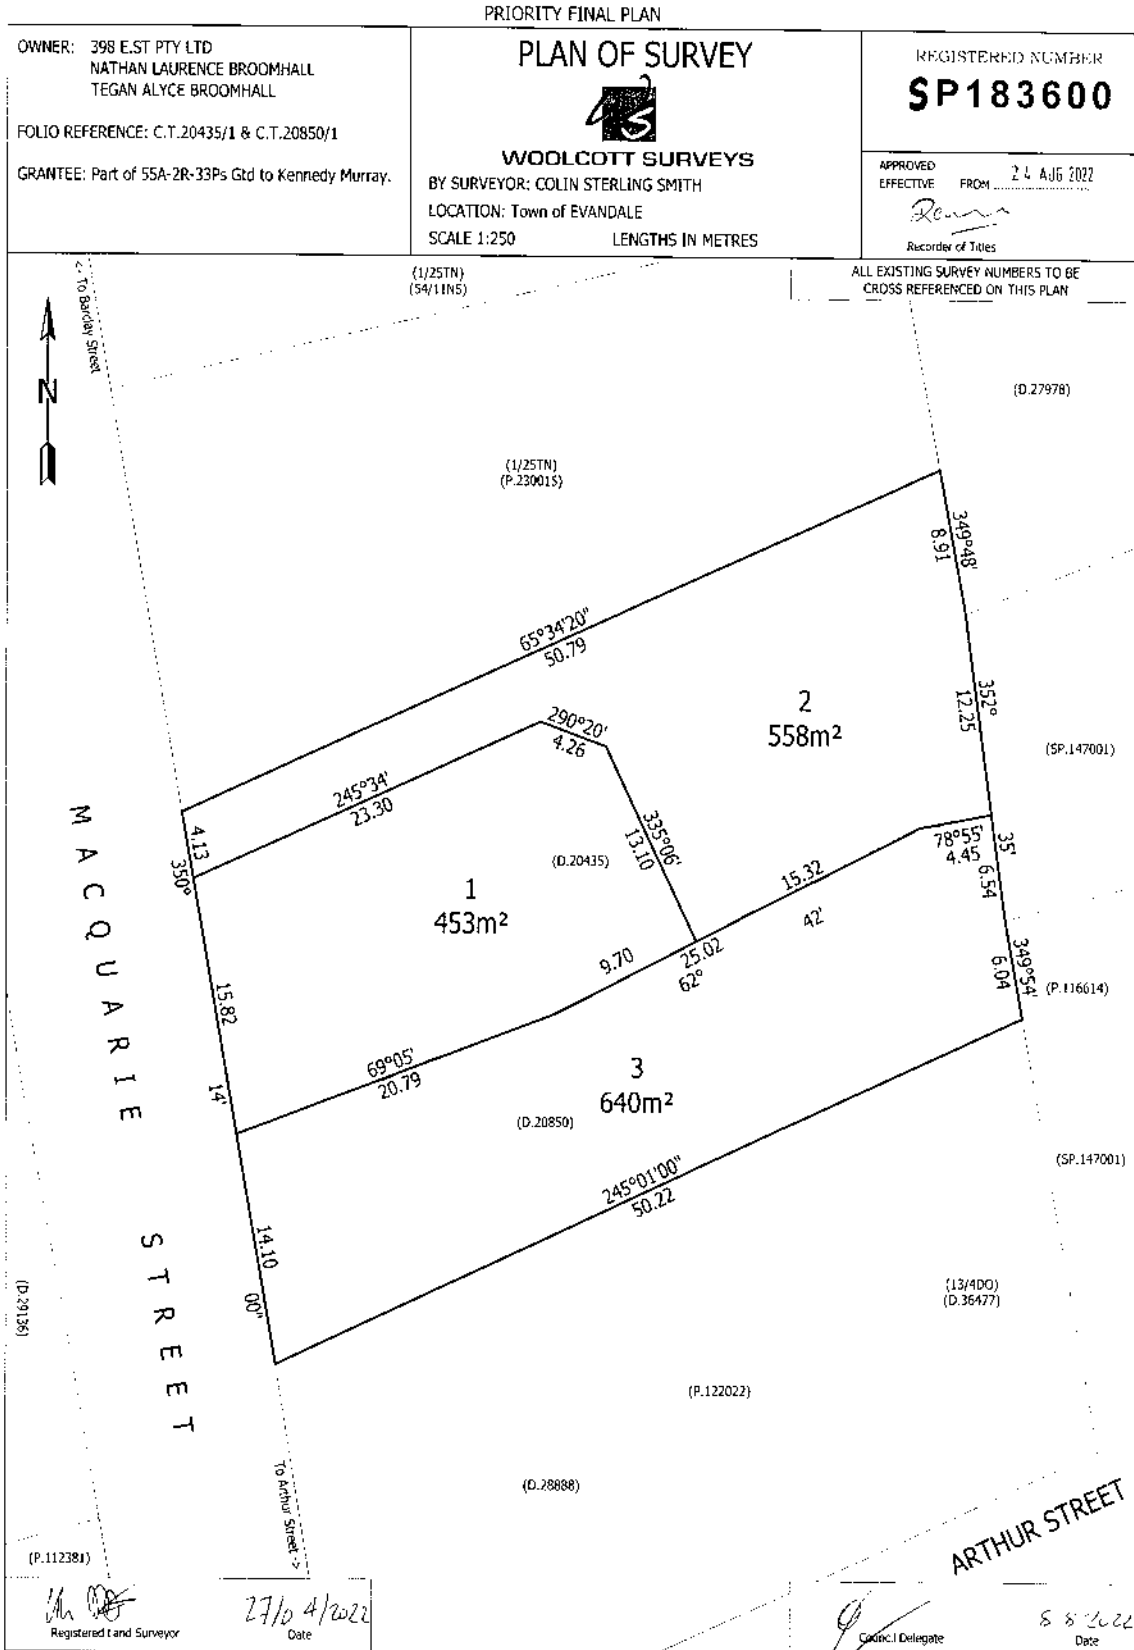 PRIORITY FINAL PLAN
OWNER: 398 E.ST PTY LTD
NATHAN LAURENCE BROOMHALL
TEGAN ALYCE BROOMHALL
FOLIO REFERENCE: C.T.20435/1 & C.T.20850/1
GRANTEE: Part of 55A-2R-33Ps Gtd to Kennedy Murray.
PLAN OF SURVEY
WS
WOOLCOTT SURVEYS
BY SURVEYOR: COLIN STERLING SMITH
LOCATION: Town of EVANDALE
SCALE 1:250 LENGTHS IN METRES
REGISTERED NUMBER
SP183600
APPROVED
EFFECTIVE FROM 24 AUG 2022
Recorder of Titles
ALL EXISTING SURVEY NUMBERS TO BE
CROSS REFERENCED ON THIS PLAN
<- To Barclay Street
(1/25TN)
(54/11NS)
N
(D.27978)
(1/25TN)
(P.230015)
349°48'
8.91
65°34'20"
50.79
2
558m²
352°
12.25
(SP.147001)
290°20'
4.26
245°34'
23.30
4.13
350°
335°06'
13.10
(D.20435)
1
453m²
15.32
42'
78°55'
4.45
35'
6.54
9.70
25.02
62°
349°54'
6.04
(P.116614)
15.82
14'
69°05'
20.79
3
640m²
(D.20850)
MACQUARIE STREET
(SP.147001)
245°01'00"
50.22
14.10
00"
(D.29136)
(13/4DO)
(D.36477)
(P.122022)
To Arthur Street ->
(D.28888)
ARTHUR STREET
(P.112381)
27/04/2022
Registered Land Surveyor Date
8 8 2022
Council Delegate Date